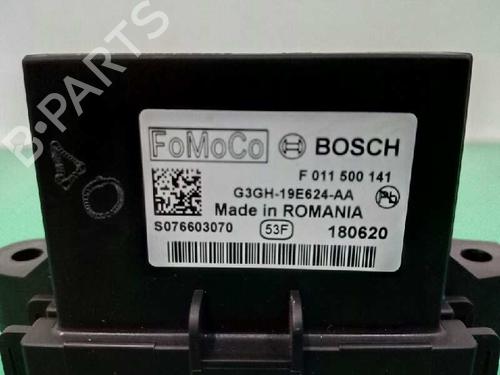 B-PARTS
FoMoCo
BOSCH
F 011 500 141
G3GH-19E624-AA
Pb
Made in ROMANIA
S076603070
53F
180620